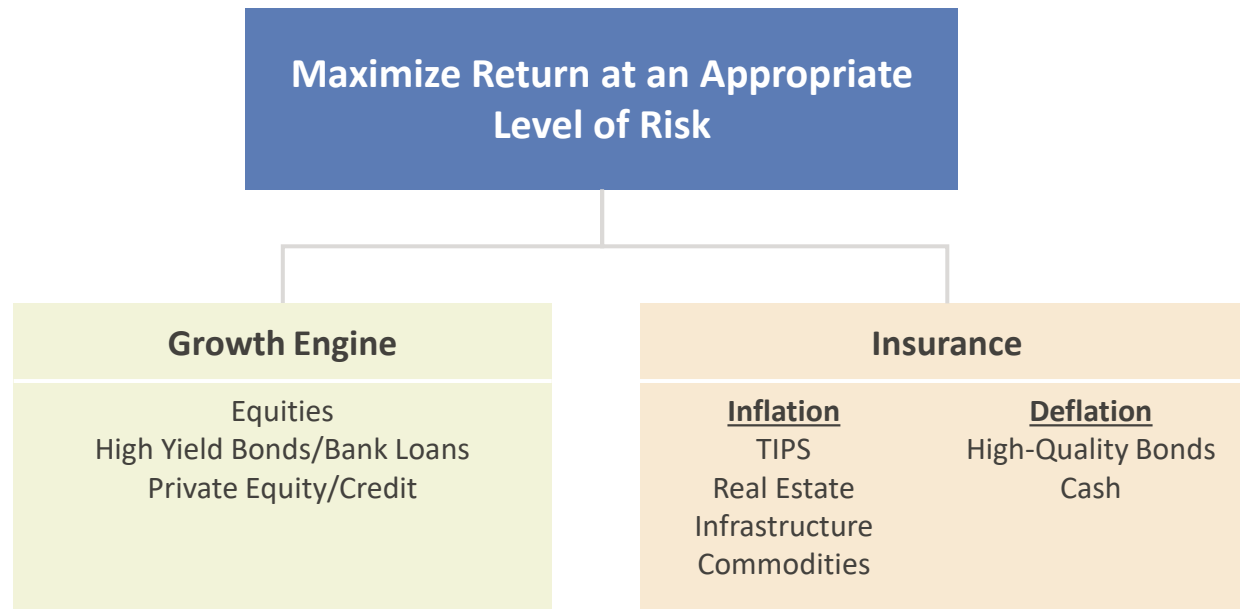 Maximize Return at an Appropriate
Level of Risk
Growth Engine
Equities
High Yield Bonds/Bank Loans
Private Equity/Credit
Insurance
Inflation
TIPS
Real Estate
Infrastructure
Commodities
Deflation
High-Quality Bonds
Cash